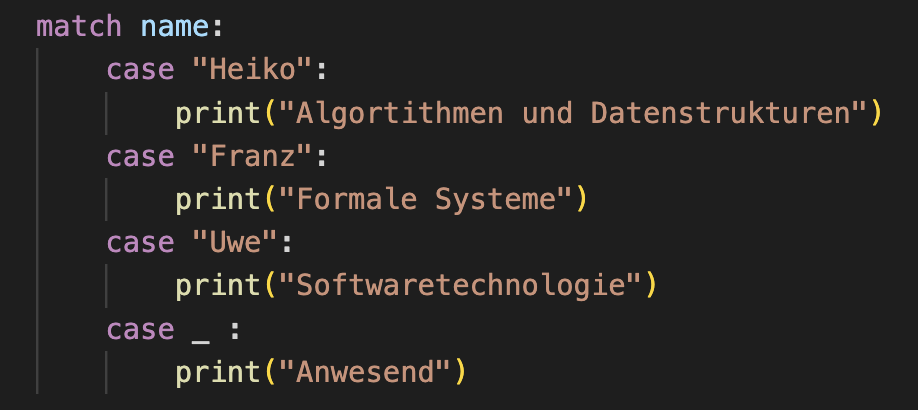 match name:
    case "Heiko":
        print("Algortithmen und Datenstrukturen")
    case "Franz":
        print("Formale Systeme")
    case "Uwe":
        print("Softwaretechnologie")
    case _ :
        print("Anwesend")